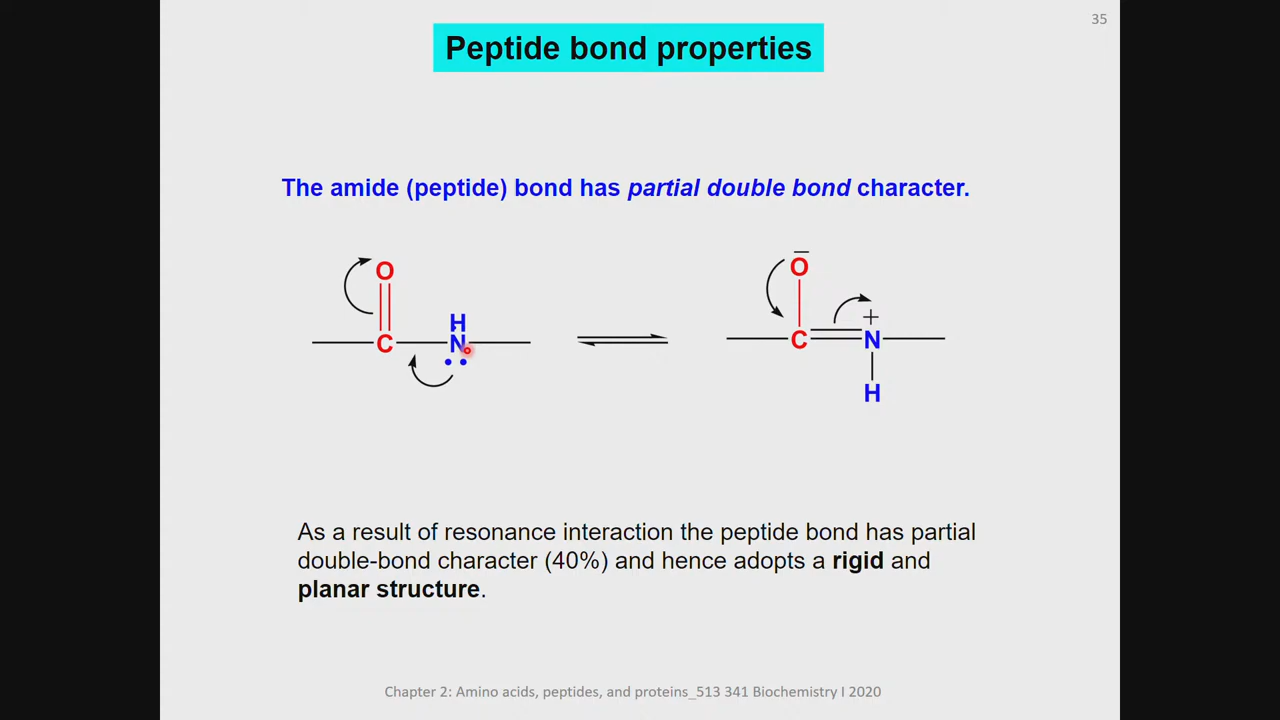 35
Peptide bond properties
The amide (peptide) bond has partial double bond character.
O
C
H
N
O
C
+
N
H
As a result of resonance interaction the peptide bond has partial
double-bond character (40%) and hence adopts a rigid and
planar structure.
Chapter 2: Amino acids, peptides, and proteins_513 341 Biochemistry I 2020